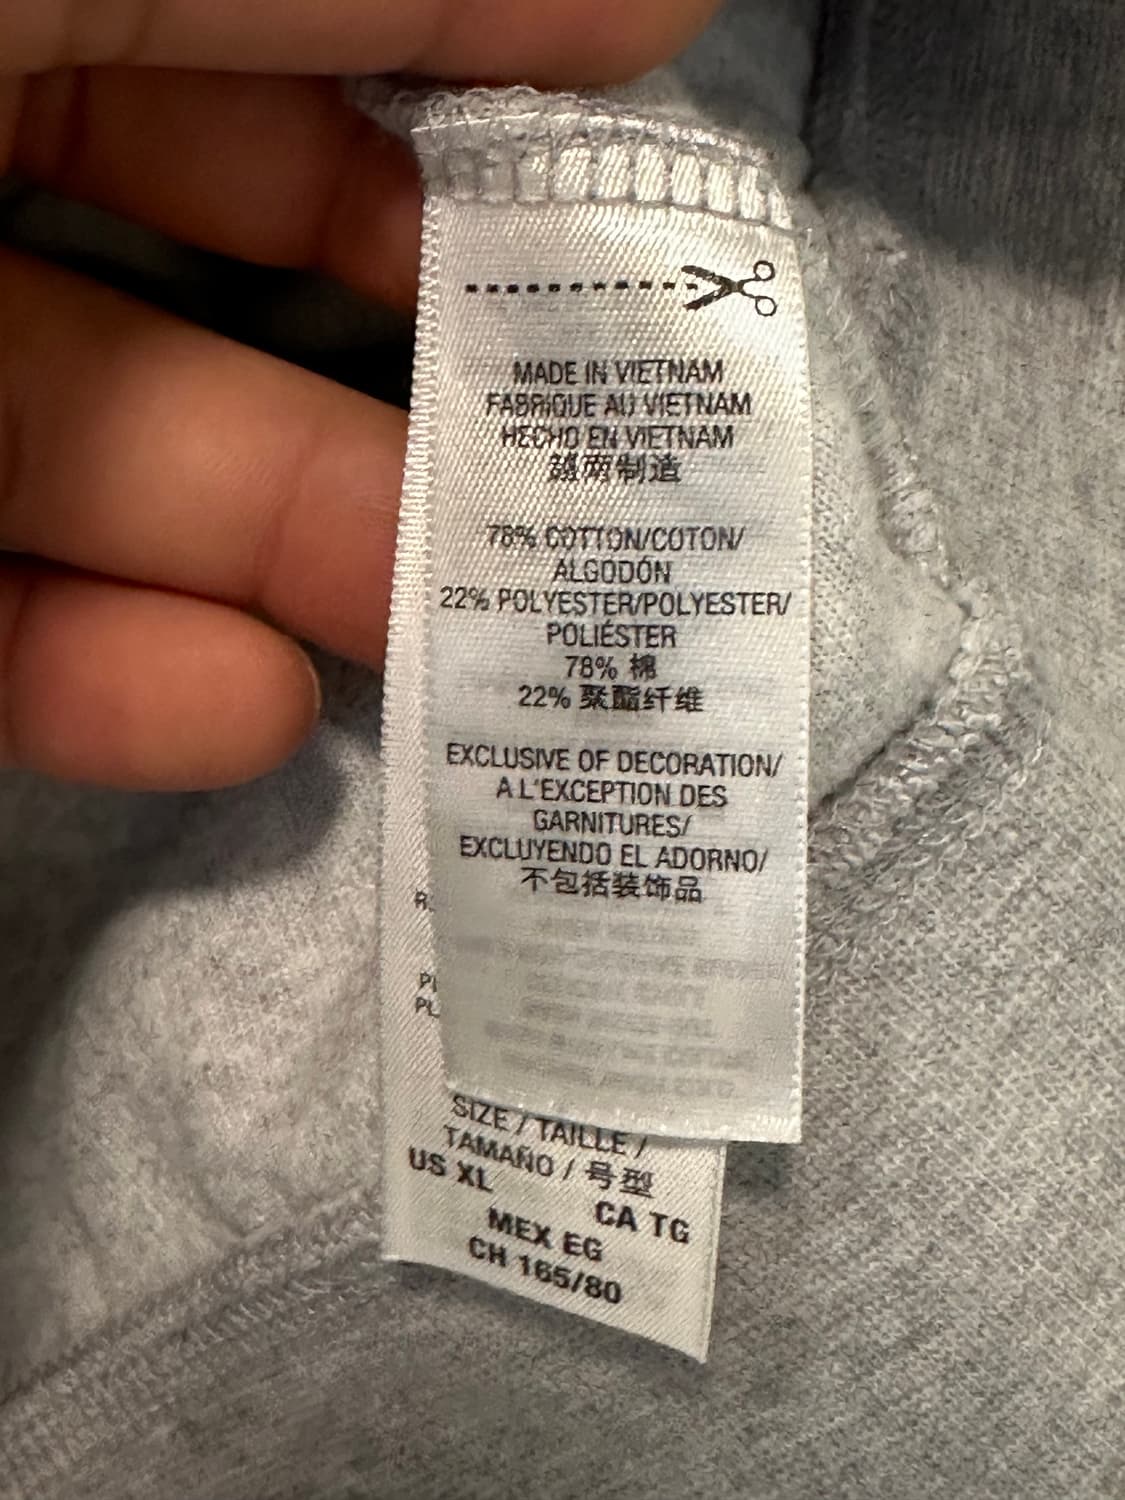 MADE IN VIETNAM
FABRIQUE AU VIETNAM
HECHO EN VIETNAM
越南制造
78% COTTON/COTON/
ALGODÓN
22% POLYESTER/POLYESTER/
POLIÉSTER
78% 棉
22% 聚酯纤维
EXCLUSIVE OF DECORATION/
A L'EXCEPTION DES
GARNITURES/
EXCLUYENDO EL ADORNO/
不包括装饰品
SIZE / TAILLE /
TAMAÑO / 号型
US XL
CA TG
MEX EG
CH 165/80